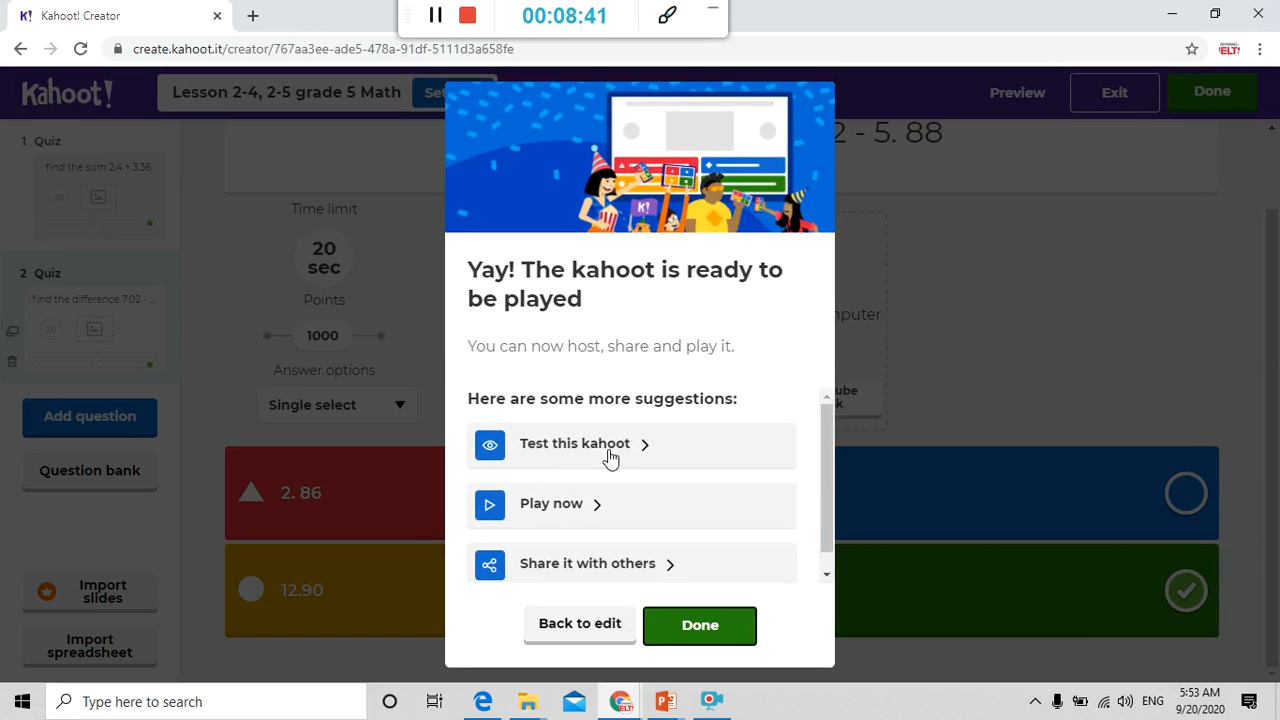 Kahoot! Creator
00:08:41
create.kahoot.it/creator/767aa3ee-ade5-478a-91df-5111d3a658fe
IELTS
Kahoot!
Lesson 2-4, 2-5 grade 5 Math
Preview
Exit
Done
1 Quiz
find the sum 2.4 + 3.36
2 Quiz
find the difference 7.02 - ...
20
Add question
Question bank
Import slides
Import spreadsheet
2 - 5. 88
Time limit
20
sec
Points
1000
Answer options
Single select
2. 86
12.90
K!
Yay! The kahoot is ready to
be played
You can now host, share and play it.
Here are some more suggestions:
Test this kahoot
Play now
Share it with others
Back to edit
Done
Type here to search
ENG
5:53 AM
9/20/2020